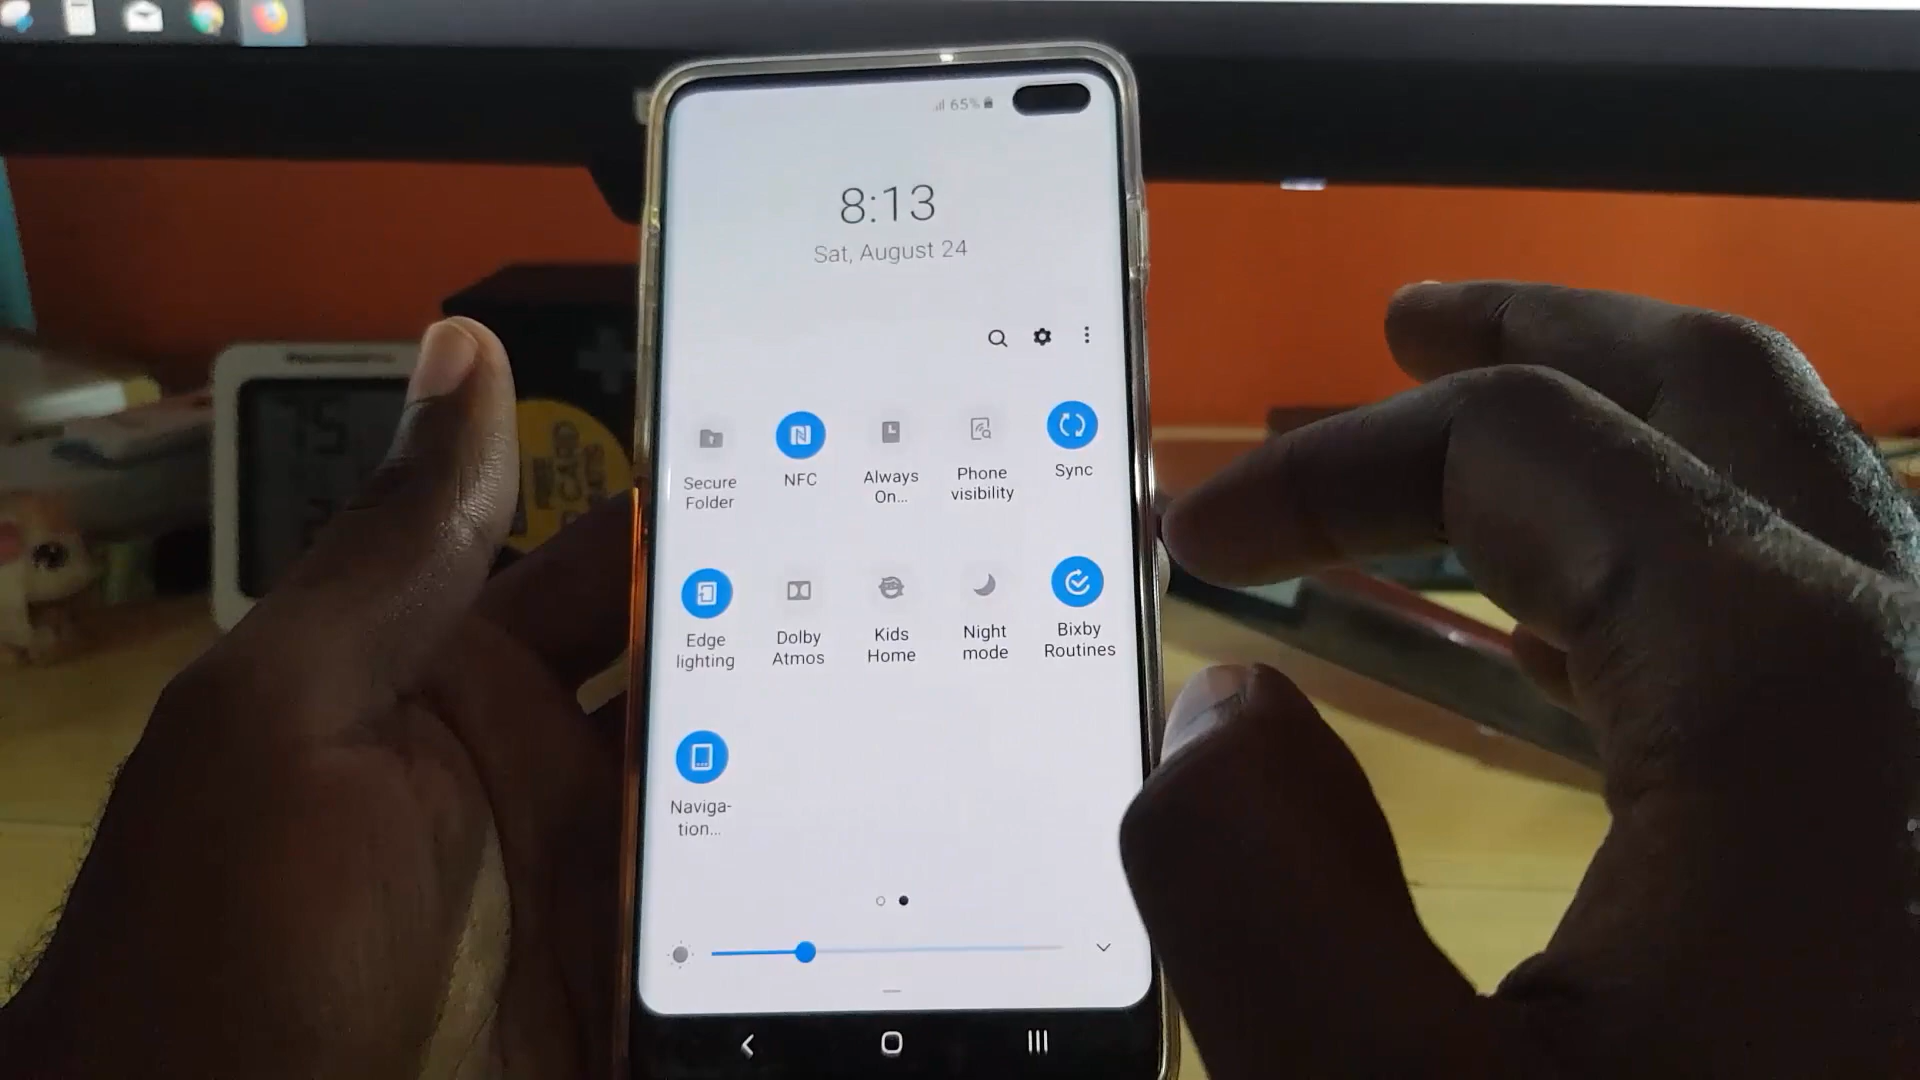 65%
8:13
Sat, August 24
Secure
Folder
NFC
Always
On...
Phone
visibility
Sync
Edge
lighting
Dolby
Atmos
Kids
Home
Night
mode
Bixby
Routines
Naviga-
tion...